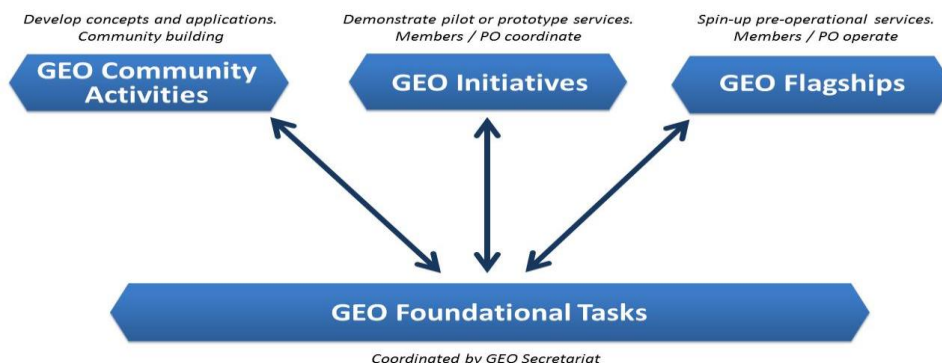 Develop concepts and applications.
Community building
GEO Community
Activities
Demonstrate pilot or prototype services.
Members / PO coordinate
GEO Initiatives
Spin-up pre-operational services.
Members / PO operate
GEO Flagships
GEO Foundational Tasks
Coordinated by GEO Secretariat